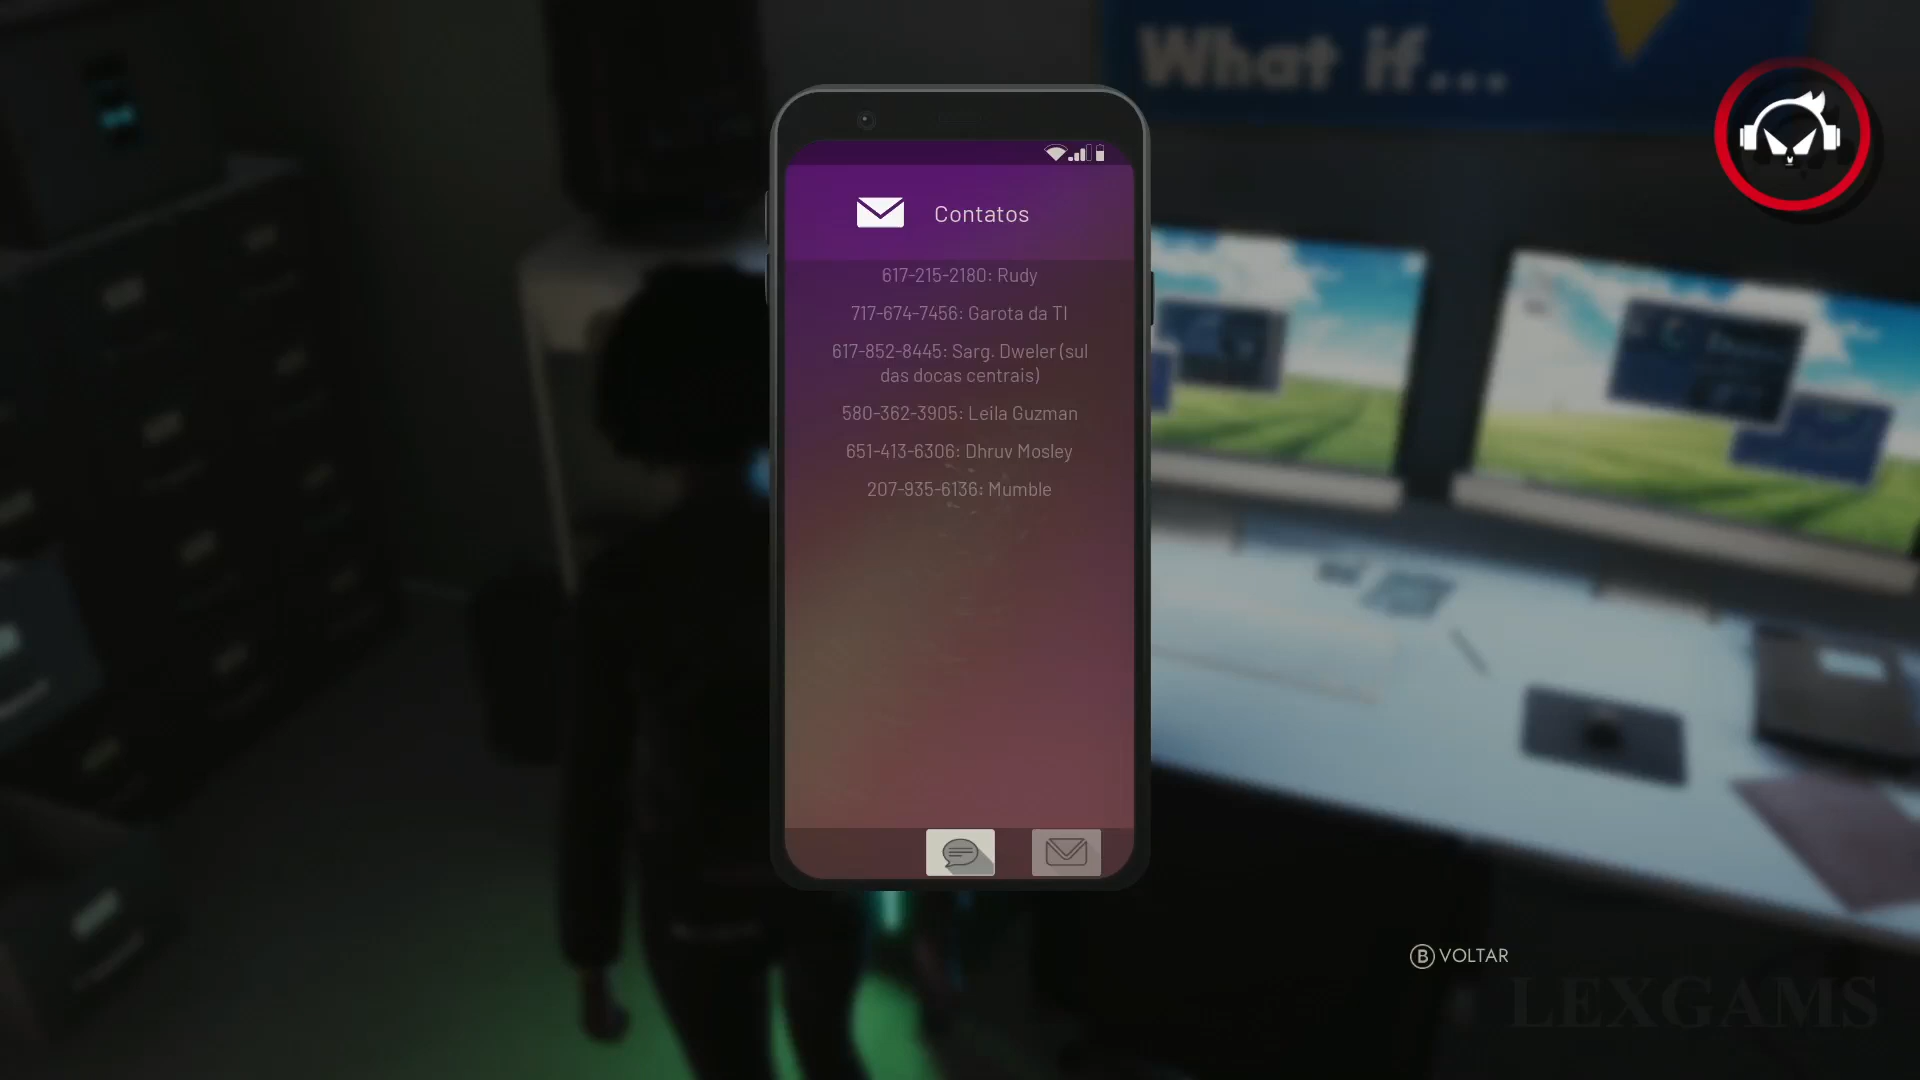 What if...
Contatos
617-215-2180: Rudy
717-674-7456: Garota da TI
617-852-8445: Sarg. Dweler (sul
das docas centrais)
580-362-3905: Leila Guzman
651-413-6306: Dhruv Mosley
207-935-6136: Mumble
B VOLTAR
LEXGAMS